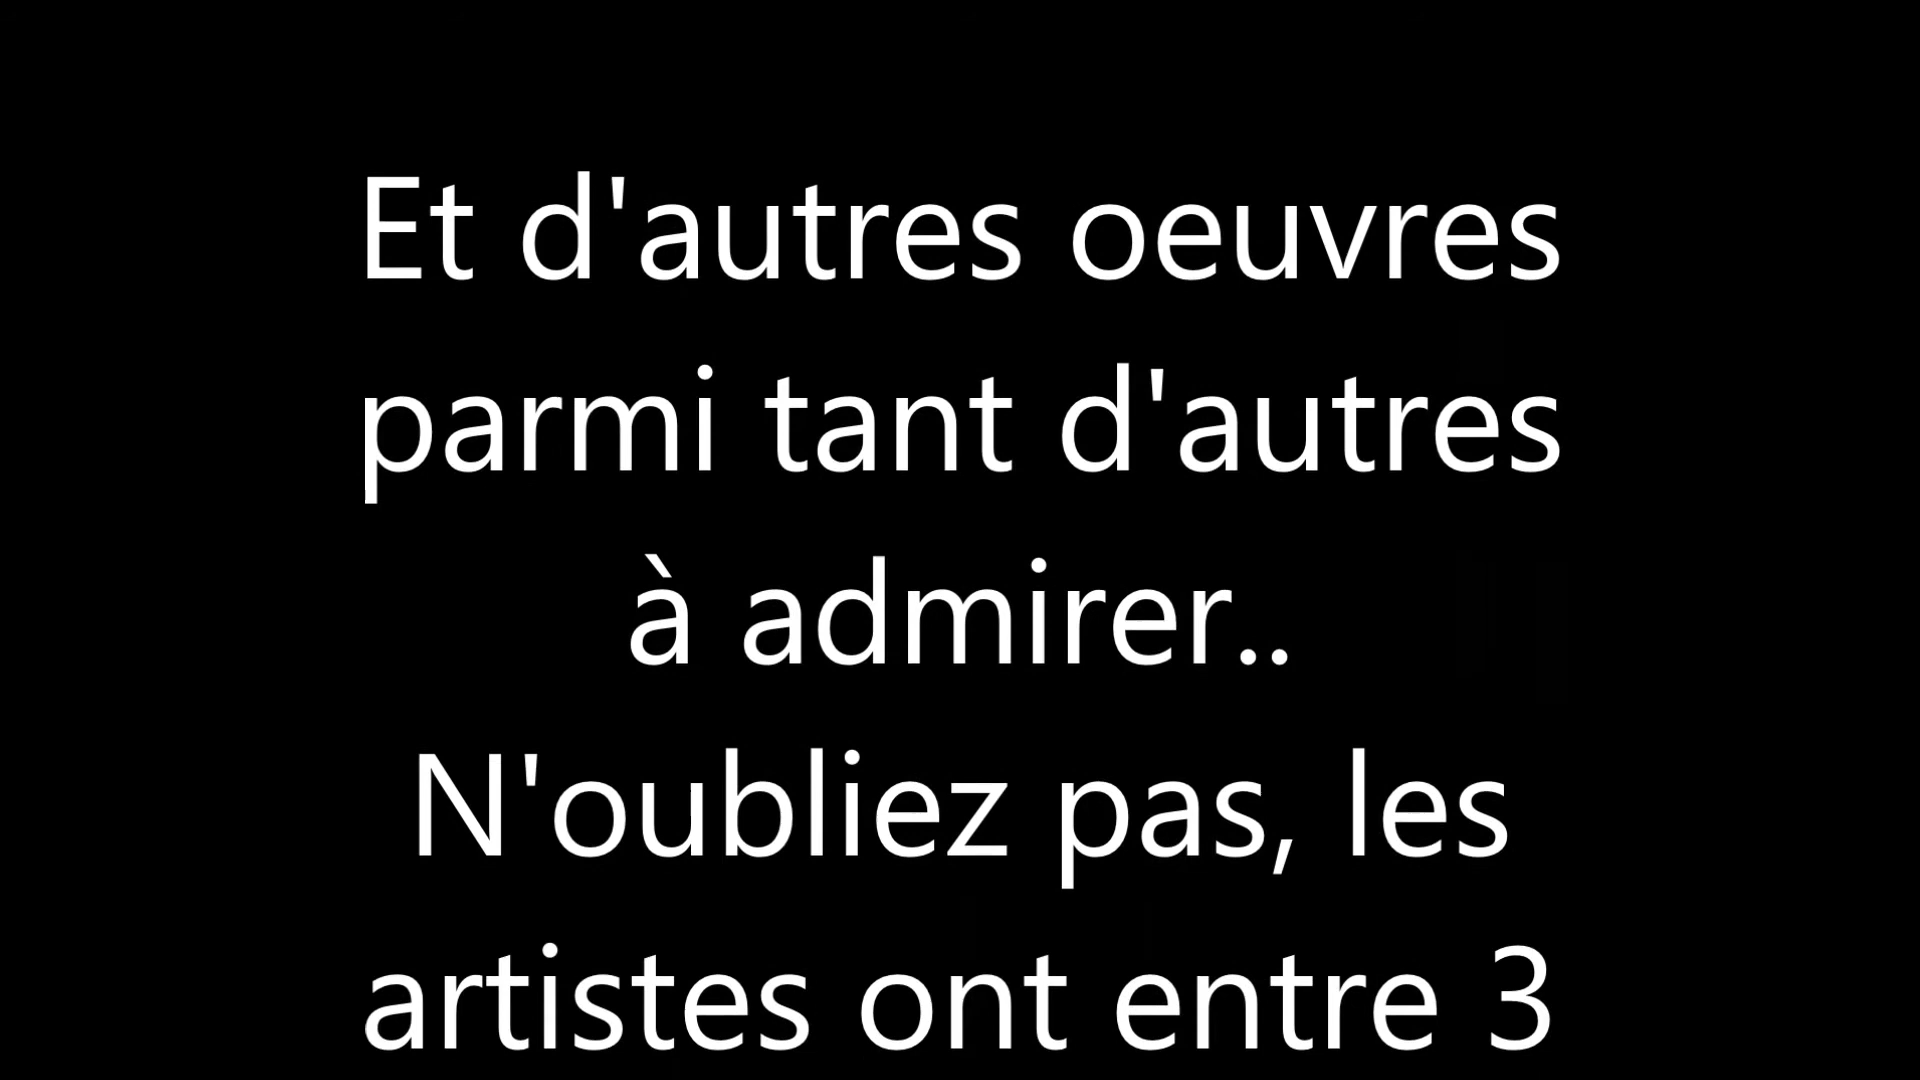 Et d'autres oeuvres
parmi tant d'autres
à admirer..
N'oubliez pas, les
artistes ont entre 3